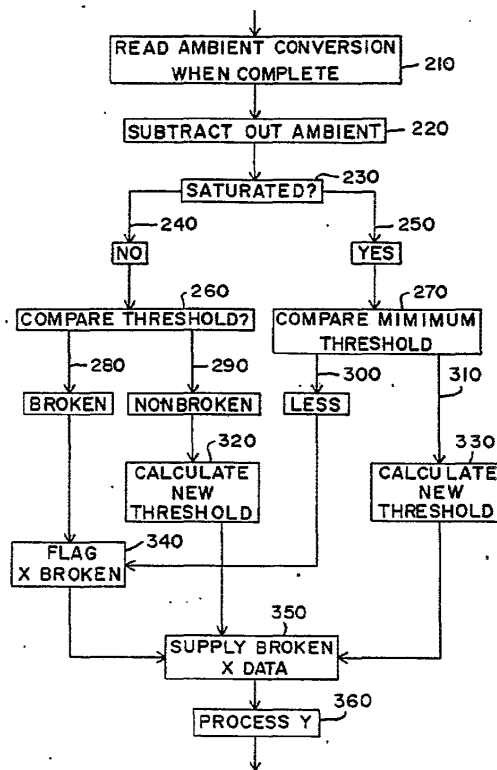 READ AMBIENT CONVERSION
WHEN COMPLETE
210
SUBTRACT OUT AMBIENT
220
230
SATURATED?
240
250
NO
YES
260
270
COMPARE THRESHOLD?
COMPARE MIMIMUM
THRESHOLD
280
290
300
310
BROKEN
NONBROKEN
LESS
320
330
CALCULATE
NEW
THRESHOLD
CALCULATE
NEW
THRESHOLD
340
FLAG
X BROKEN
350
SUPPLY BROKEN
X DATA
360
PROCESS Y